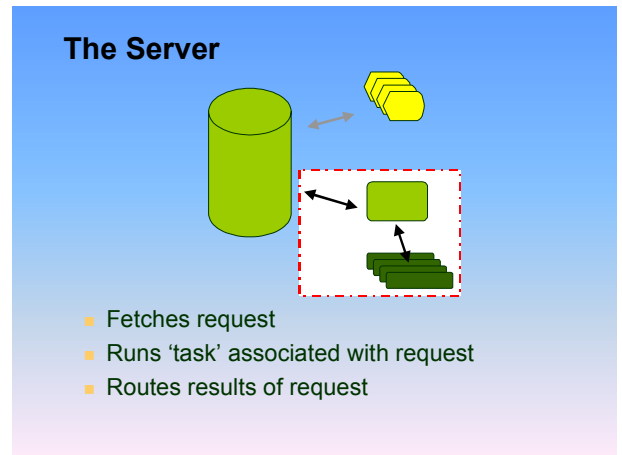 The Server
Fetches request
Runs ‘task’ associated with request
Routes results of request